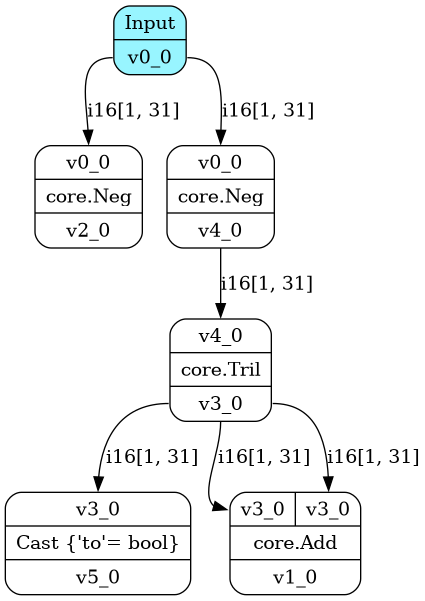 Input
v0_0
i16[1, 31]
i16[1, 31]
v0_0
core.Neg
v2_0
v0_0
core.Neg
v4_0
i16[1, 31]
v4_0
core.Tril
v3_0
i16[1, 31]
i16[1, 31]
i16[1, 31]
v3_0
Cast {'to'= bool}
v5_0
v3_0
v3_0
core.Add
v1_0